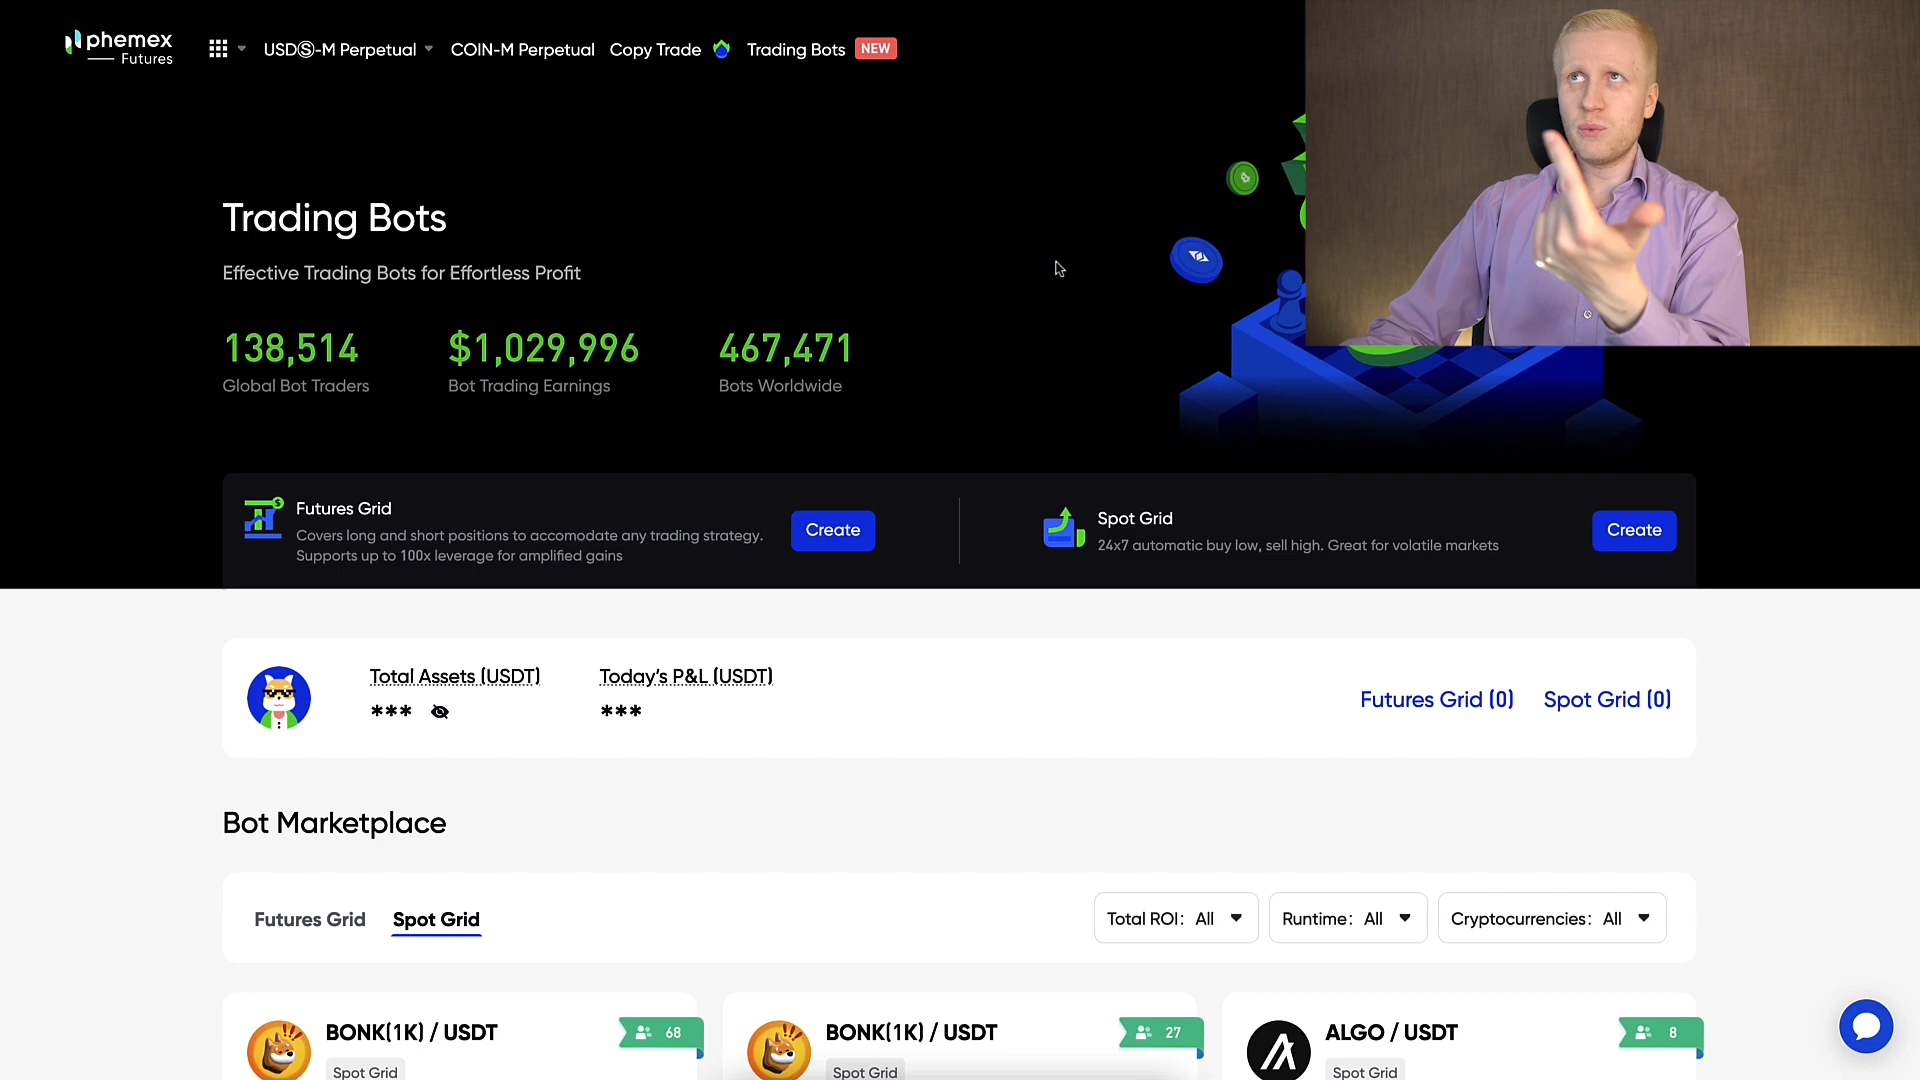 phemex
Futures
USDⓈ-M Perpetual
COIN-M Perpetual
Copy Trade
Trading Bots
NEW
Trading Bots
Effective Trading Bots for Effortless Profit
138,514
$1,029,996
467,471
Global Bot Traders
Bot Trading Earnings
Bots Worldwide
Futures Grid
Covers long and short positions to accomodate any trading strategy.
Supports up to 100x leverage for amplified gains
Create
Spot Grid
24x7 automatic buy low, sell high. Great for volatile markets
Create
Total Assets (USDT)
***
Today's P&L (USDT)
***
Futures Grid (0)
Spot Grid (0)
Bot Marketplace
Futures Grid
Spot Grid
Total ROI: All
Runtime: All
Cryptocurrencies: All
BONK(1K) / USDT
68
Spot Grid
BONK(1K) / USDT
27
Spot Grid
ALGO / USDT
8
Spot Grid